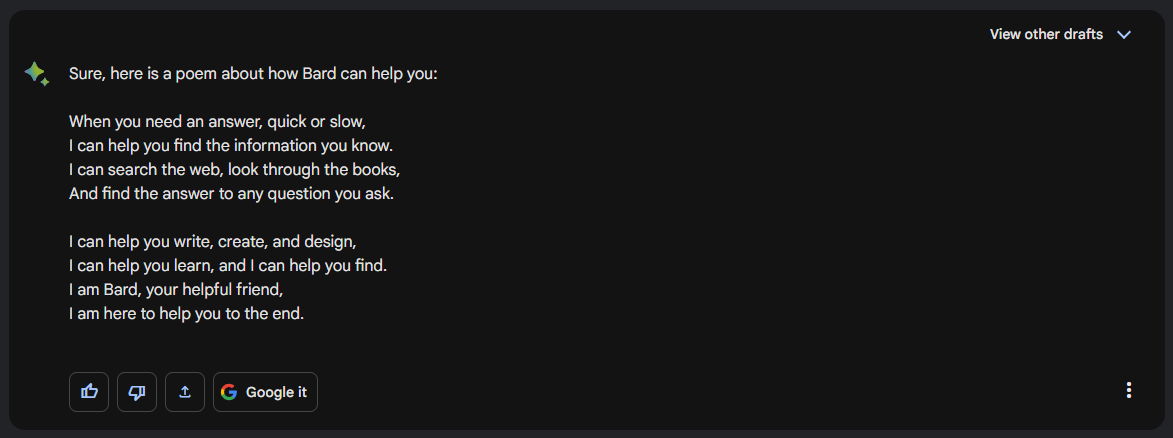 View other drafts
Sure, here is a poem about how Bard can help you:
When you need an answer, quick or slow,
I can help you find the information you know.
I can search the web, look through the books,
And find the answer to any question you ask.
I can help you write, create, and design,
I can help you learn, and I can help you find.
I am Bard, your helpful friend,
I am here to help you to the end.
Google it